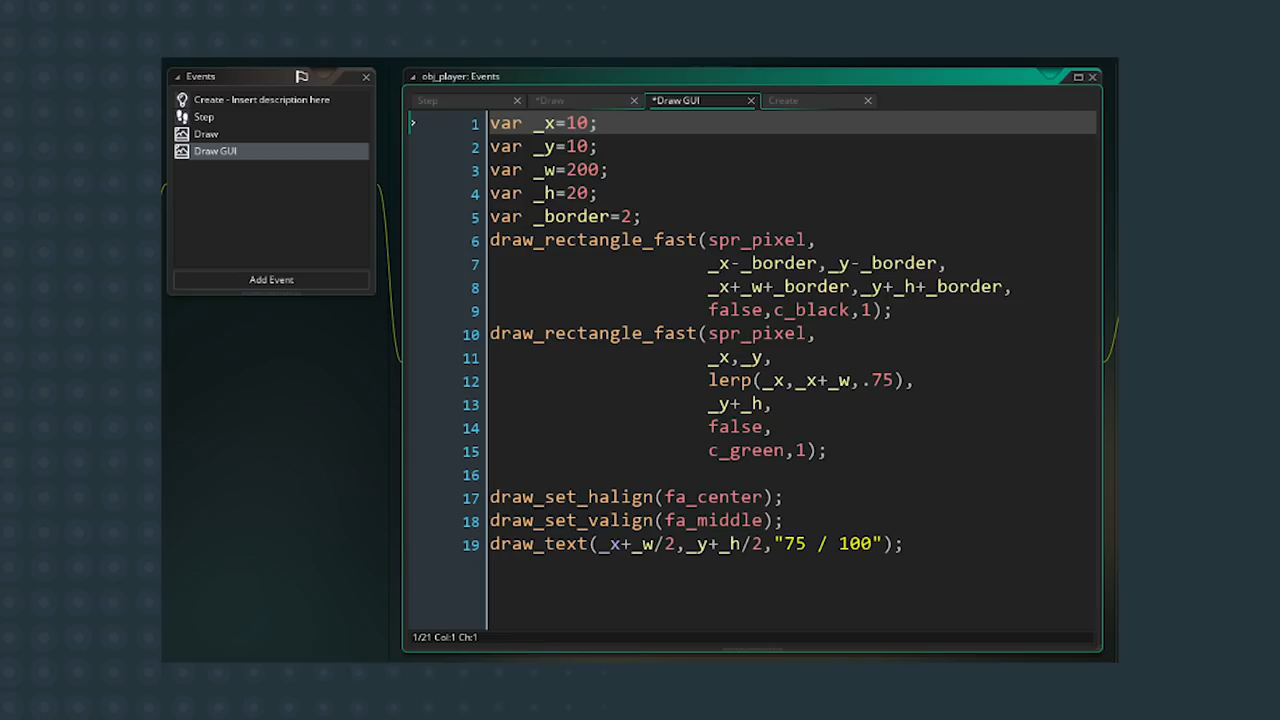 Events
Create - Insert description here
Step
Draw
Draw GUI
Add Event
obj_player: Events
Step
*Draw
*Draw GUI
Create
1 var _x=10;
2 var _y=10;
3 var _w=200;
4 var _h=20;
5 var _border=2;
6 draw_rectangle_fast(spr_pixel,
7 _x-_border,_y-_border,
8 _x+_w+_border,_y+_h+_border,
9 false,c_black,1);
10 draw_rectangle_fast(spr_pixel,
11 _x,_y,
12 lerp(_x,_x+_w,.75),
13 _y+_h,
14 false,
15 c_green,1);
16
17 draw_set_halign(fa_center);
18 draw_set_valign(fa_middle);
19 draw_text(_x+_w/2,_y+_h/2,"75 / 100");
1/21 Col:1 Ch:1